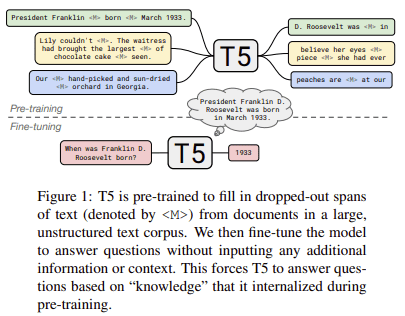 President Franklin <M> born <M> March 1933.
Lily couldn't <M>. The waitress
had brought the largest <M> of
chocolate cake <M> seen.
Our <M> hand-picked and sun-dried
<M> orchard in Georgia.
T5
D. Roosevelt was <M> in
believe her eyes <M>
piece <M> she had ever
peaches are <M> at our
Pre-training
Fine-tuning
President Franklin D.
Roosevelt was born
in March 1933.
When was Franklin D.
Roosevelt born?
T5
1933
Figure 1: T5 is pre-trained to fill in dropped-out spans
of text (denoted by <M>) from documents in a large,
unstructured text corpus. We then fine-tune the model
to answer questions without inputting any additional
information or context. This forces T5 to answer ques-
tions based on “knowledge” that it internalized during
pre-training.